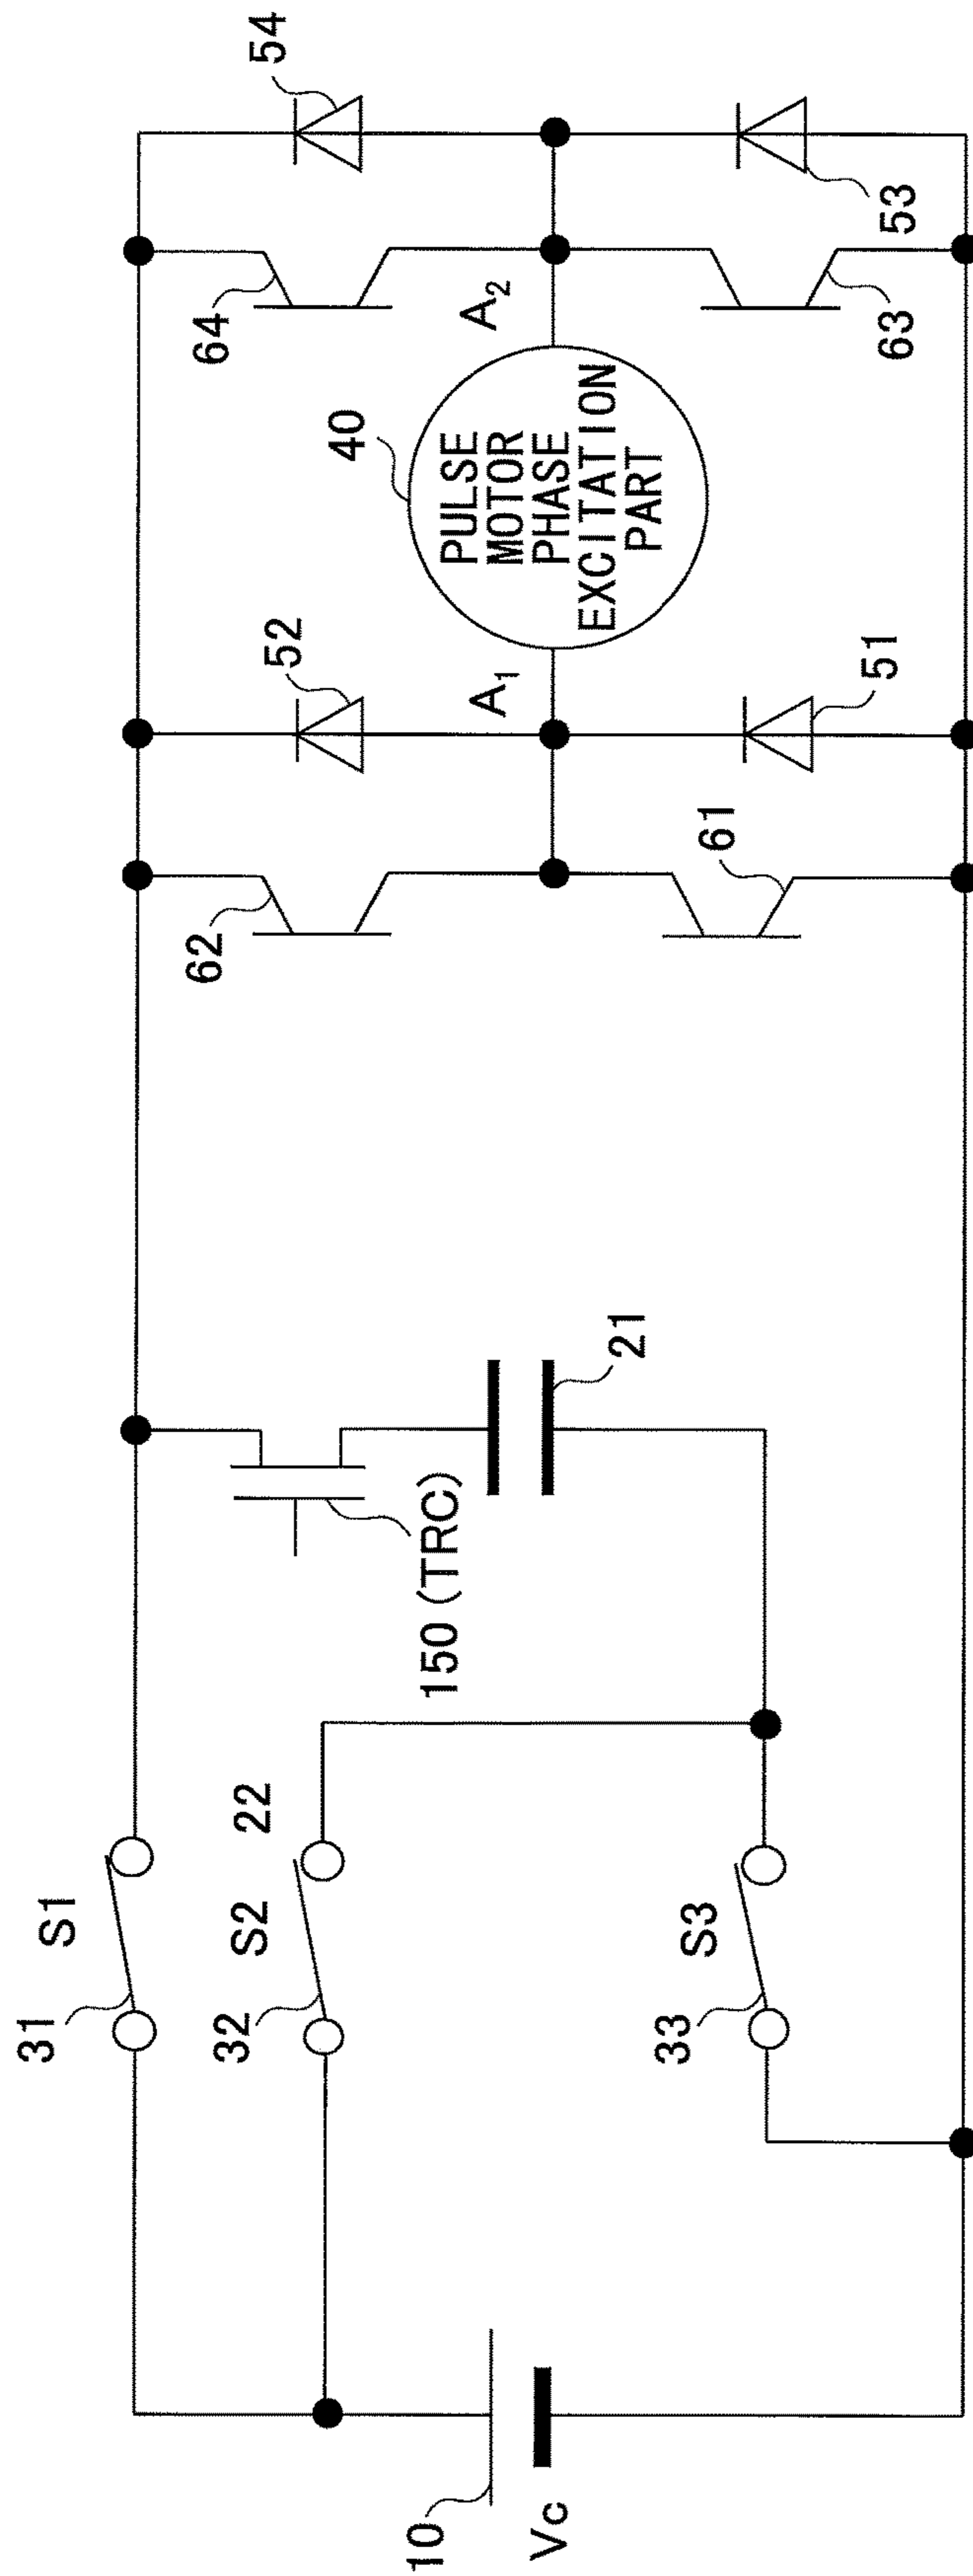 31
S1
32
S2
22
33
S3
10
Vc
150 (TRC)
21
62
61
52
51
A1
40
PULSE
MOTOR
PHASE
EXCITATION
PART
A2
64
63
54
53